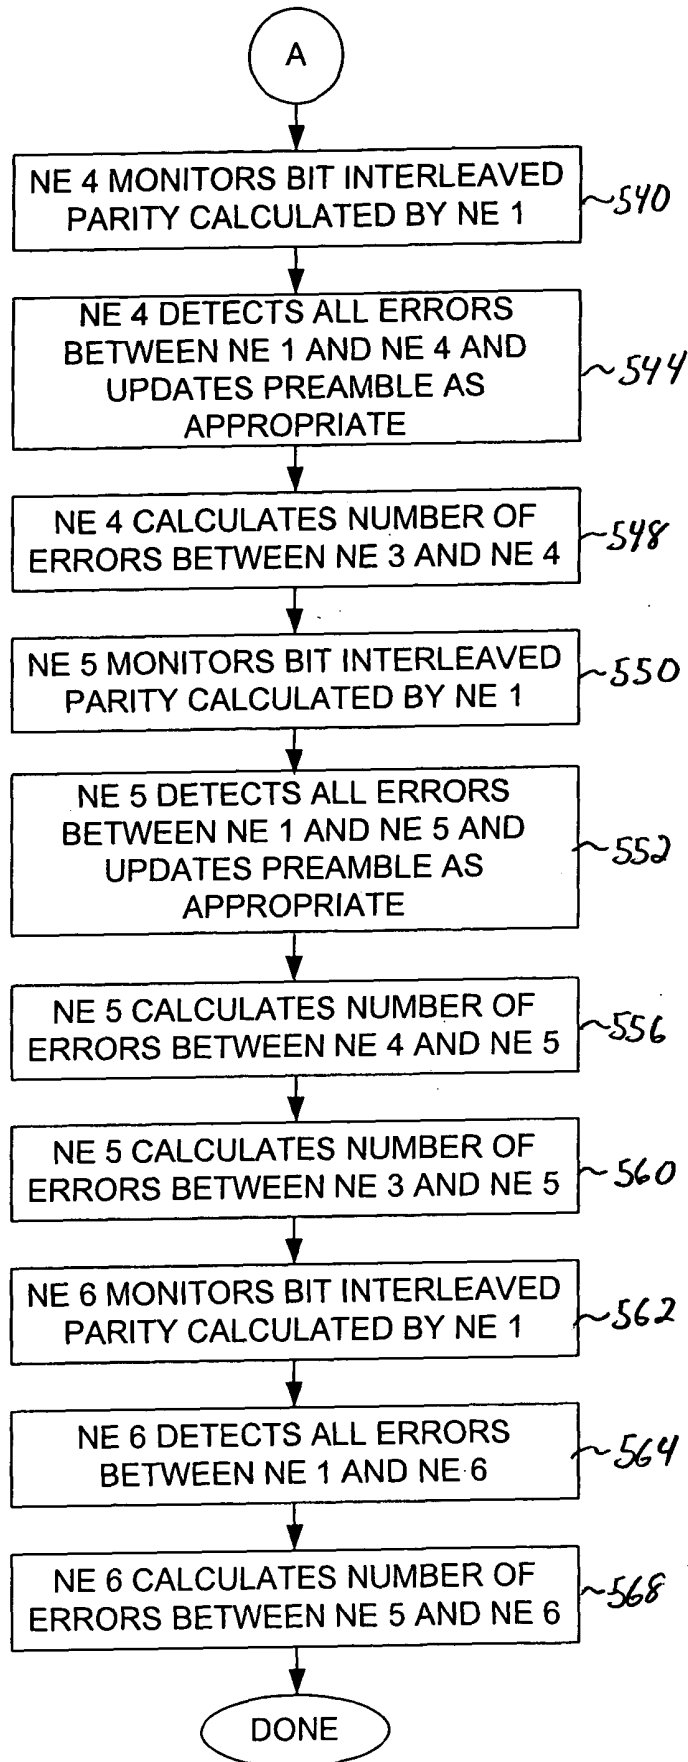 A
NE 4 MONITORS BIT INTERLEAVED
PARITY CALCULATED BY NE 1
540
NE 4 DETECTS ALL ERRORS
BETWEEN NE 1 AND NE 4 AND
UPDATES PREAMBLE AS
APPROPRIATE
544
NE 4 CALCULATES NUMBER OF
ERRORS BETWEEN NE 3 AND NE 4
548
NE 5 MONITORS BIT INTERLEAVED
PARITY CALCULATED BY NE 1
550
NE 5 DETECTS ALL ERRORS
BETWEEN NE 1 AND NE 5 AND
UPDATES PREAMBLE AS
APPROPRIATE
552
NE 5 CALCULATES NUMBER OF
ERRORS BETWEEN NE 4 AND NE 5
556
NE 5 CALCULATES NUMBER OF
ERRORS BETWEEN NE 3 AND NE 5
560
NE 6 MONITORS BIT INTERLEAVED
PARITY CALCULATED BY NE 1
562
NE 6 DETECTS ALL ERRORS
BETWEEN NE 1 AND NE 6
564
NE 6 CALCULATES NUMBER OF
ERRORS BETWEEN NE 5 AND NE 6
568
DONE